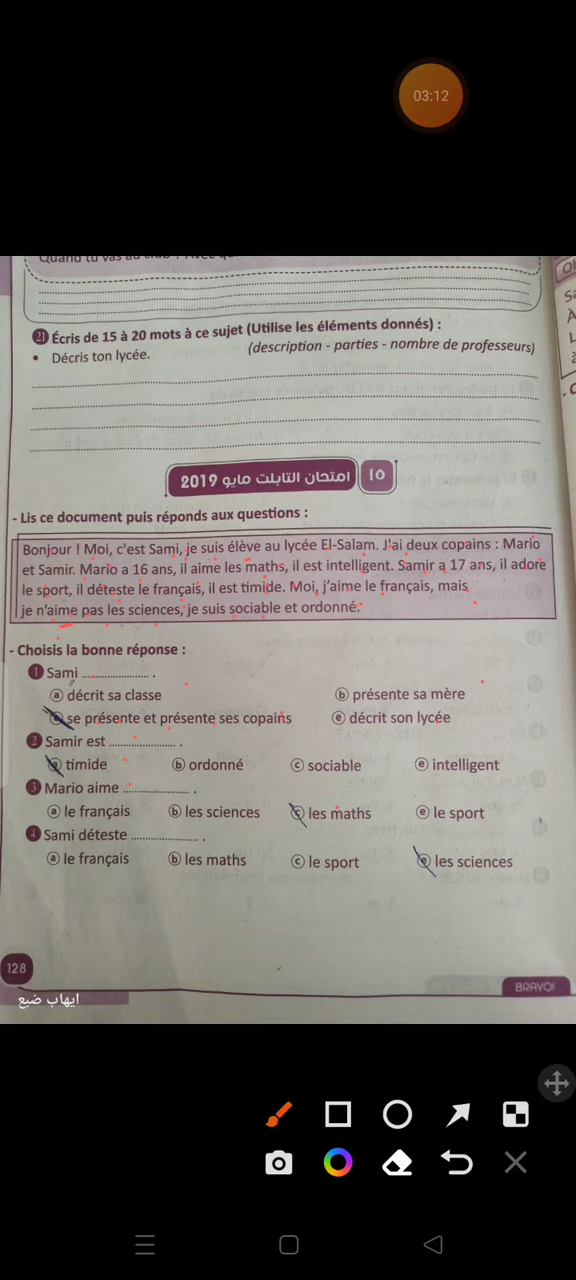 03:12
Quand tu vas au club ? Avec
21 Écris de 15 à 20 mots à ce sujet (Utilise les éléments donnés) :
• Décris ton lycée. (description - parties - nombre de professeurs)
١٥ امتحان التابلت مايو 2019
- Lis ce document puis réponds aux questions :
Bonjour ! Moi, c'est Sami, je suis élève au lycée El-Salam. J'ai deux copains : Mario
et Samir. Mario a 16 ans, il aime les maths, il est intelligent. Samir a 17 ans, il adore
le sport, il déteste le français, il est timide. Moi, j'aime le français, mais
je n'aime pas les sciences, je suis sociable et ordonné.
- Choisis la bonne réponse :
1 Sami .................... .
a décrit sa classe b présente sa mère
c se présente et présente ses copains e décrit son lycée
2 Samir est .................... .
a timide b ordonné c sociable e intelligent
3 Mario aime .................... .
a le français b les sciences c les maths e le sport
4 Sami déteste .................... .
a le français b les maths c le sport e les sciences
128
BRAVO!
ايهاب ضبع